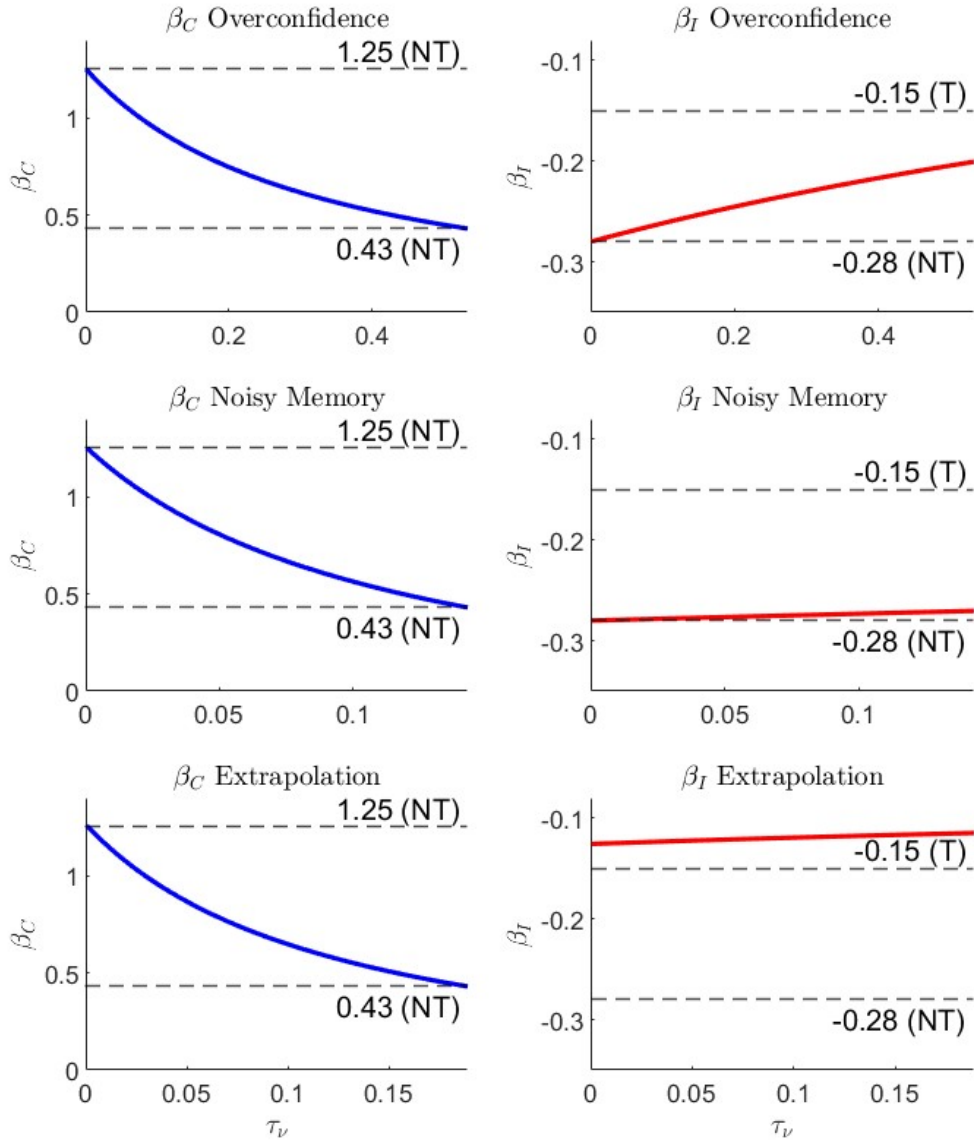 β_C Overconfidence
1.25 (NT)
1
0.5
0
β_C
0.43 (NT)
0 0.2 0.4
β_I Overconfidence
-0.1
-0.2
-0.3
β_I
-0.15 (T)
-0.28 (NT)
0 0.2 0.4
β_C Noisy Memory
1.25 (NT)
1
0.5
0
β_C
0.43 (NT)
0 0.05 0.1
β_I Noisy Memory
-0.1
-0.2
-0.3
β_I
-0.15 (T)
-0.28 (NT)
0 0.05 0.1
β_C Extrapolation
1.25 (NT)
1
0.5
0
β_C
0.43 (NT)
0 0.05 0.1 0.15
τ_ν
β_I Extrapolation
-0.1
-0.2
-0.3
β_I
-0.15 (T)
-0.28 (NT)
0 0.05 0.1 0.15
τ_ν